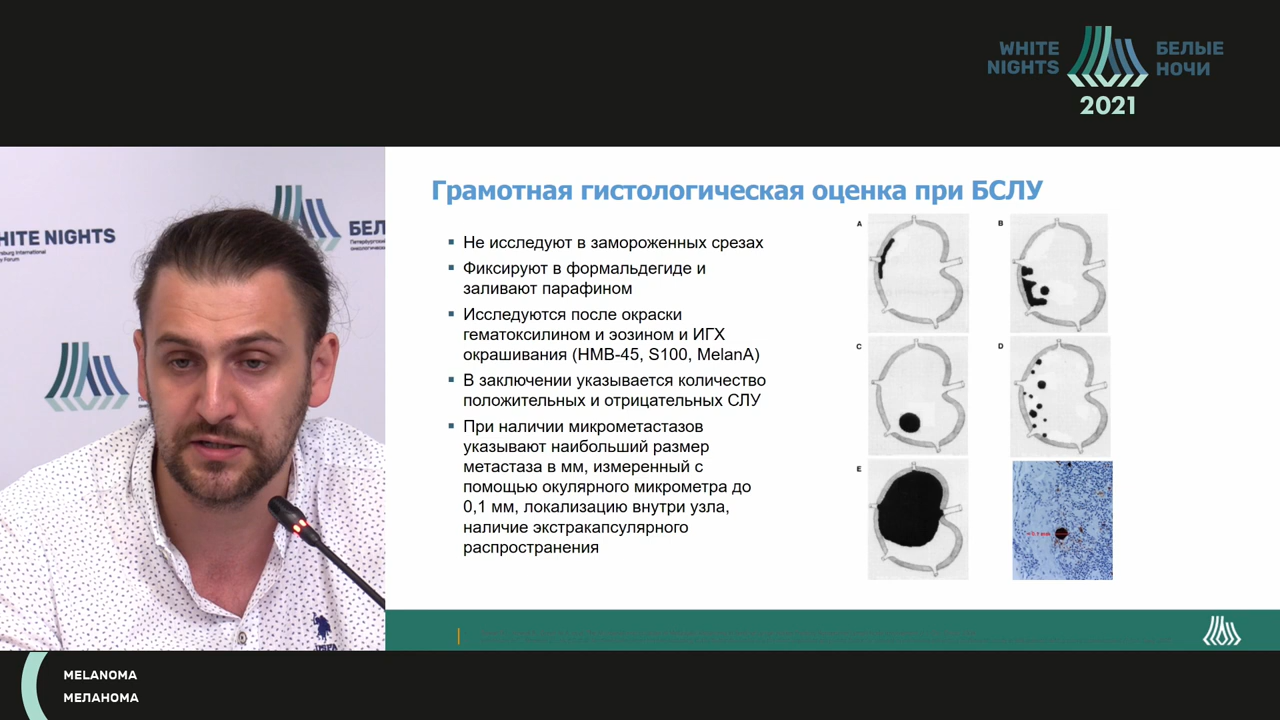 WHITE
NIGHTS
БЕЛЫЕ
НОЧИ
2021
HITE NIGHTS
БЕЛ
Грамотная гистологическая оценка при БСЛУ
▪ Не исследуют в замороженных срезах
▪ Фиксируют в формальдегиде и
заливают парафином
▪ Исследуются после окраски
гематоксилином и эозином и ИГХ
окрашивания (HMB-45, S100, MelanA)
▪ В заключении указывается количество
положительных и отрицательных СЛУ
▪ При наличии микрометастазов
указывают наибольший размер
метастаза в мм, измеренный с
помощью окулярного микрометра до
0,1 мм, локализацию внутри узла,
наличие экстракапсулярного
распространения
A
B
C
D
E
MELANOMA
МЕЛАНОМА